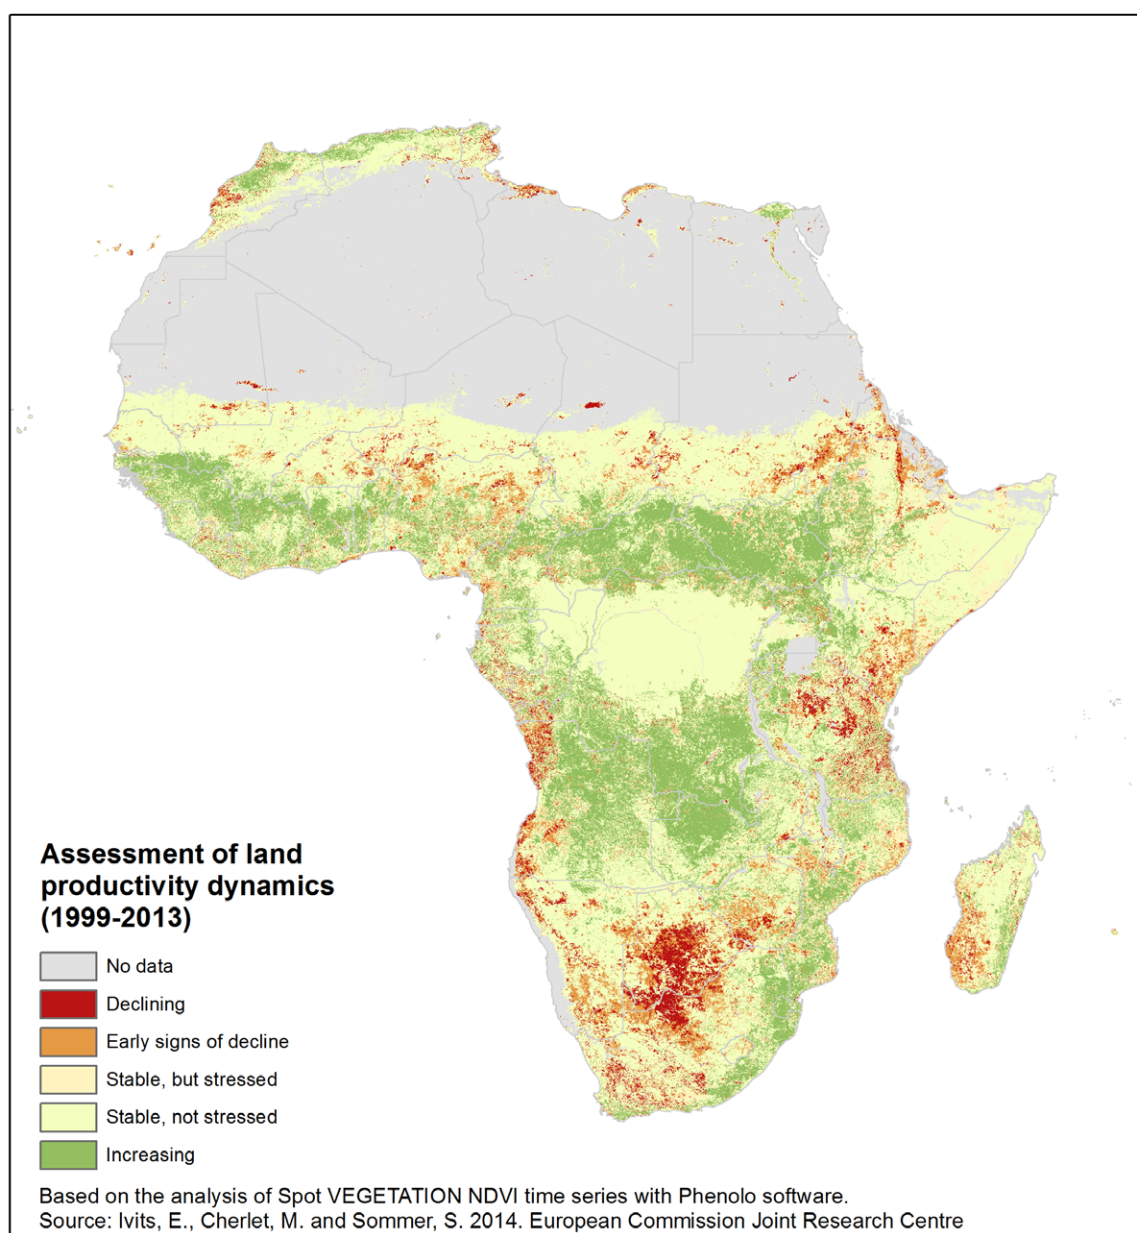 Assessment of land
productivity dynamics
(1999-2013)
No data
Declining
Early signs of decline
Stable, but stressed
Stable, not stressed
Increasing
Based on the analysis of Spot VEGETATION NDVI time series with Phenolo software.
Source: Ivits, E., Cherlet, M. and Sommer, S. 2014. European Commission Joint Research Centre